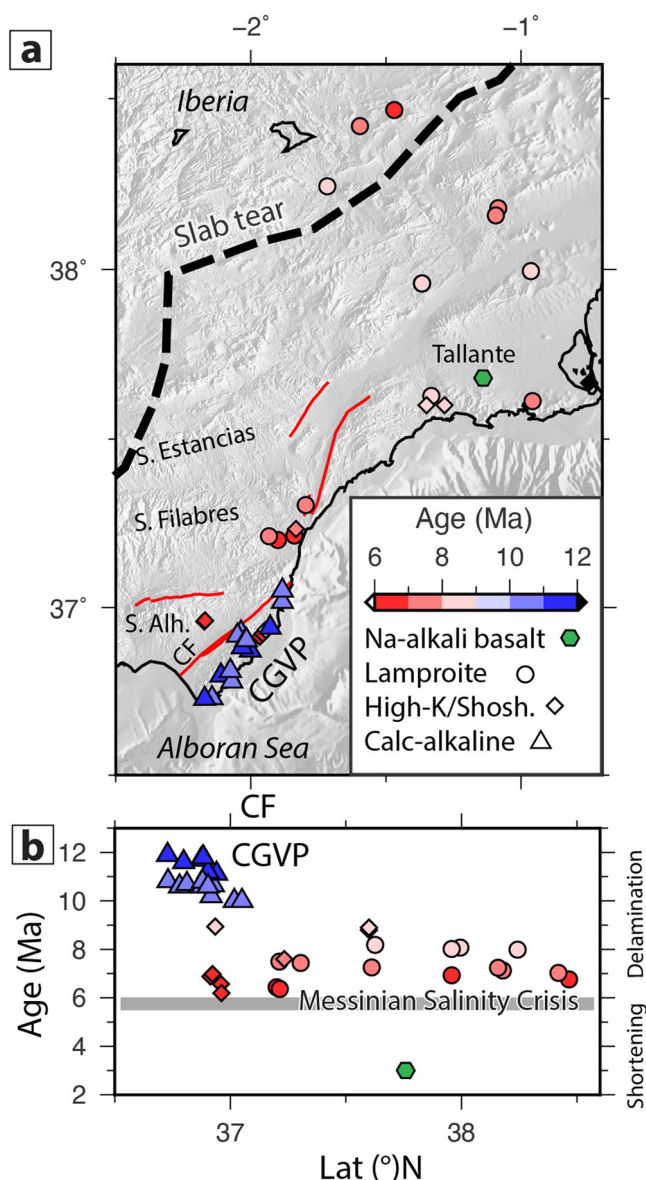 a
−2˚ −1˚
Iberia
Slab tear
38˚
Tallante
S. Estancias
S. Filabres
Age (Ma)
6 8 10 12
37˚
S. Alh.
CF
CGVP
Na-alkali basalt
Lamproite
High-K/Shosh.
Calc-alkaline
Alboran Sea
CF
b
CGVP
12
10
8
6
4
2
Age (Ma)
Messinian Salinity Crisis
Delamination
Shortening
37 38
Lat (°)N